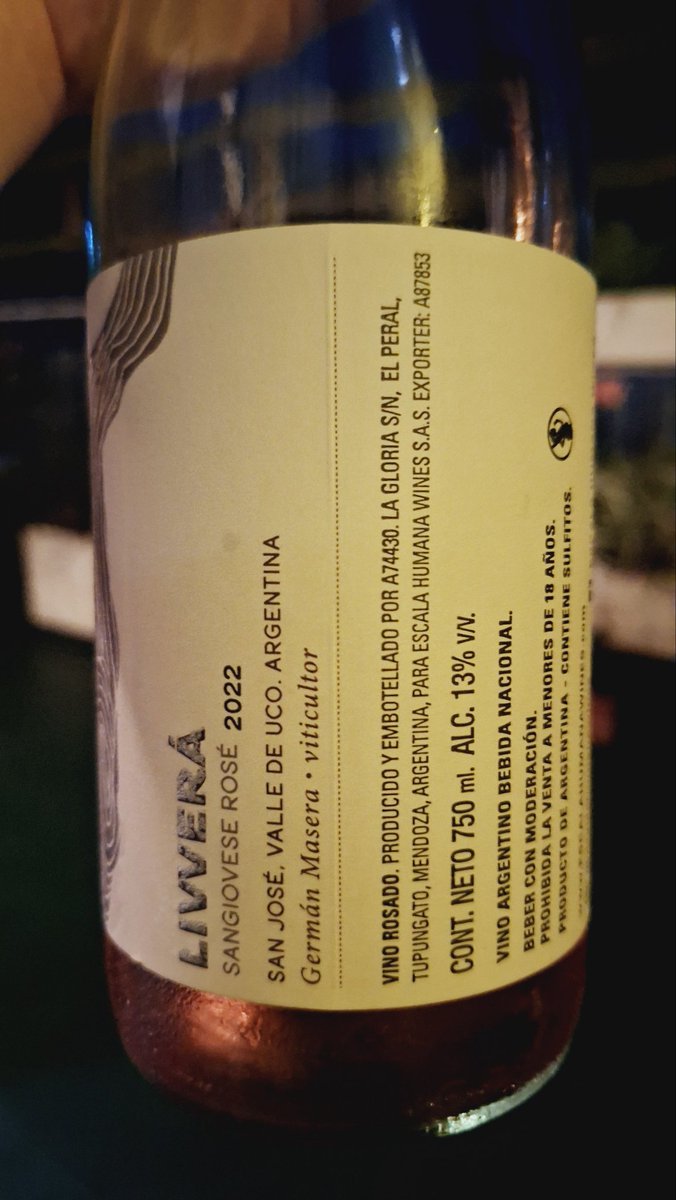 LIVVERÁ
SANGIOVESE ROSÉ 2022
SAN JOSÉ, VALLE DE UCO. ARGENTINA
Germán Masera • viticultor
VINO ROSADO. PRODUCIDO Y EMBOTELLADO POR A74430. LA GLORIA S/N, EL PERAL,
TUPUNGATO, MENDOZA, ARGENTINA, PARA ESCALA HUMANA WINES S.A.S. EXPORTER: A87853
CONT. NETO 750 ml. ALC. 13% V/V.
VINO ARGENTINO BEBIDA NACIONAL.
BEBER CON MODERACIÓN.
PROHIBIDA LA VENTA A MENORES DE 18 AÑOS.
PRODUCTO DE ARGENTINA - CONTIENE SULFITOS.
www.ESCALAHUMANAWINES.com